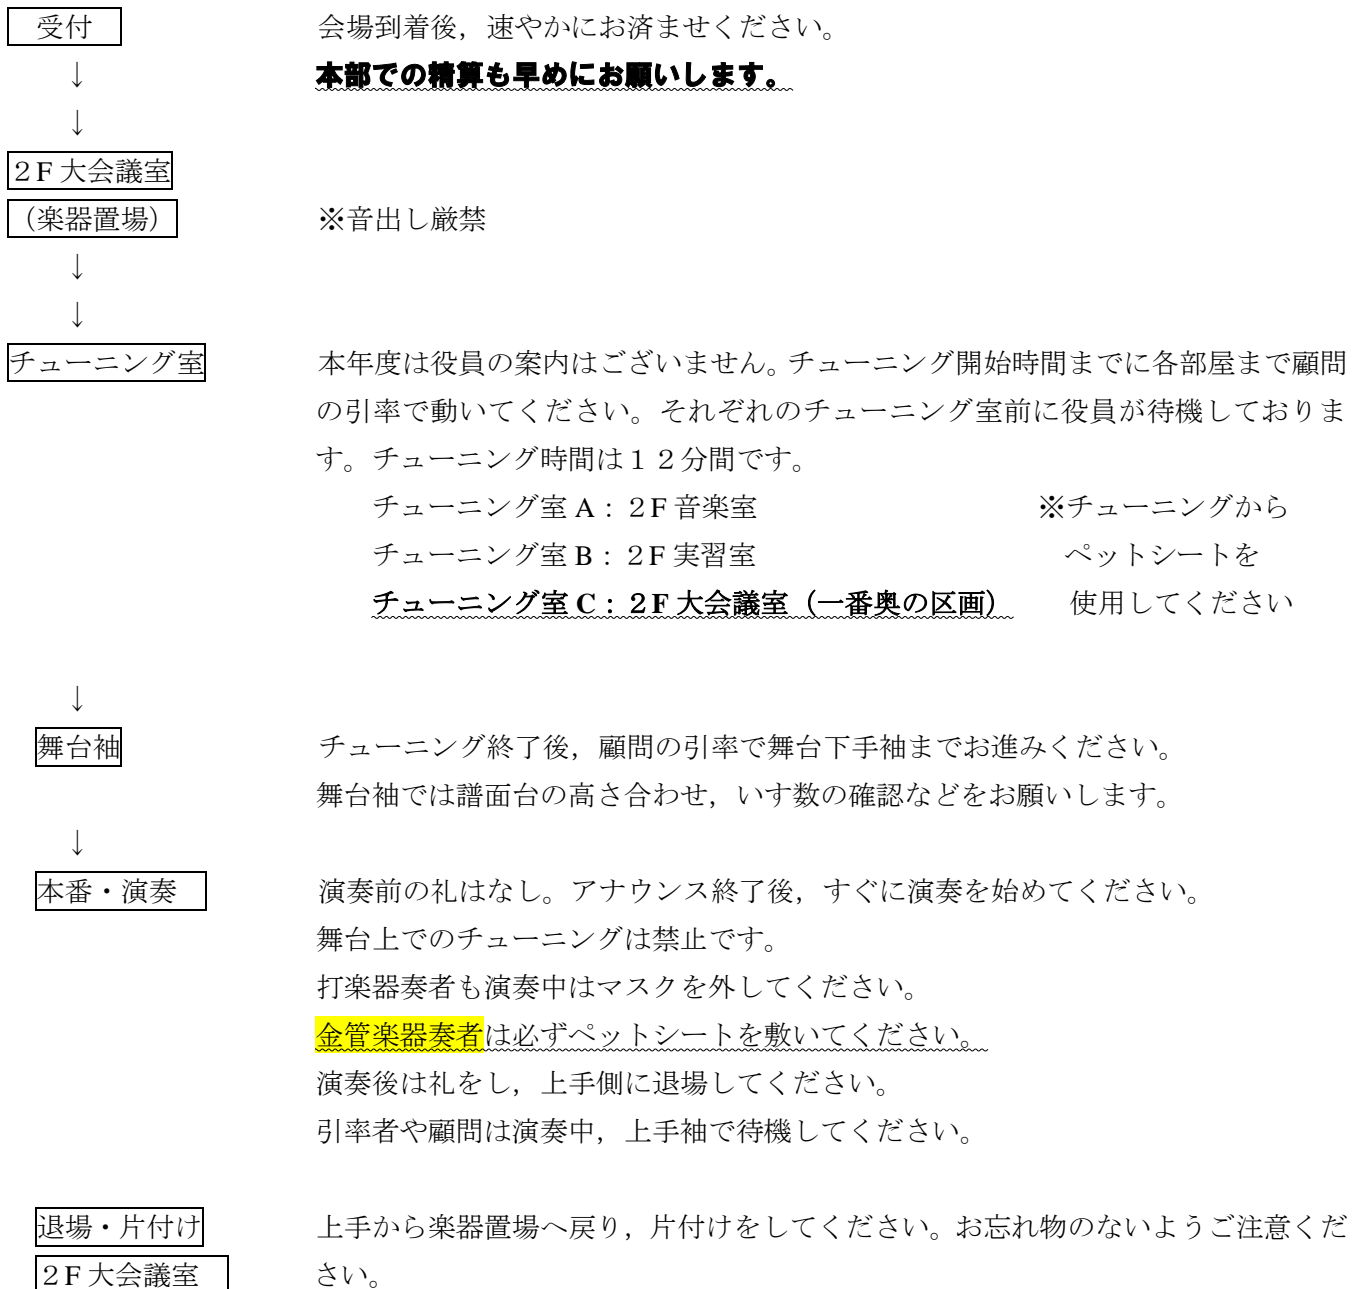 受付　会場到着後，速やかにお済ませください。
↓　本部での精算も早めにお願いします。
↓
２F 大会議室
（楽器置場）　※音出し厳禁
↓
↓
チューニング室　本年度は役員の案内はございません。チューニング開始時間までに各部屋まで顧問
の引率で動いてください。それぞれのチューニング室前に役員が待機しておりま
す。チューニング時間は１２分間です。
チューニング室 A：２F 音楽室　※チューニングから
チューニング室 B：２F 実習室　ペットシートを
チューニング室 C：２F 大会議室（一番奥の区画）　使用してください
↓
舞台袖　チューニング終了後，顧問の引率で舞台下手袖までお進みください。
舞台袖では譜面台の高さ合わせ，いす数の確認などをお願いします。
↓
本番・演奏　演奏前の礼はなし。アナウンス終了後，すぐに演奏を始めてください。
舞台上でのチューニングは禁止です。
打楽器奏者も演奏中はマスクを外してください。
金管楽器奏者は必ずペットシートを敷いてください。
演奏後は礼をし，上手側に退場してください。
引率者や顧問は演奏中，上手袖で待機してください。
退場・片付け　上手から楽器置場へ戻り，片付けをしてください。お忘れ物のないようご注意くだ
２F 大会議室　さい。